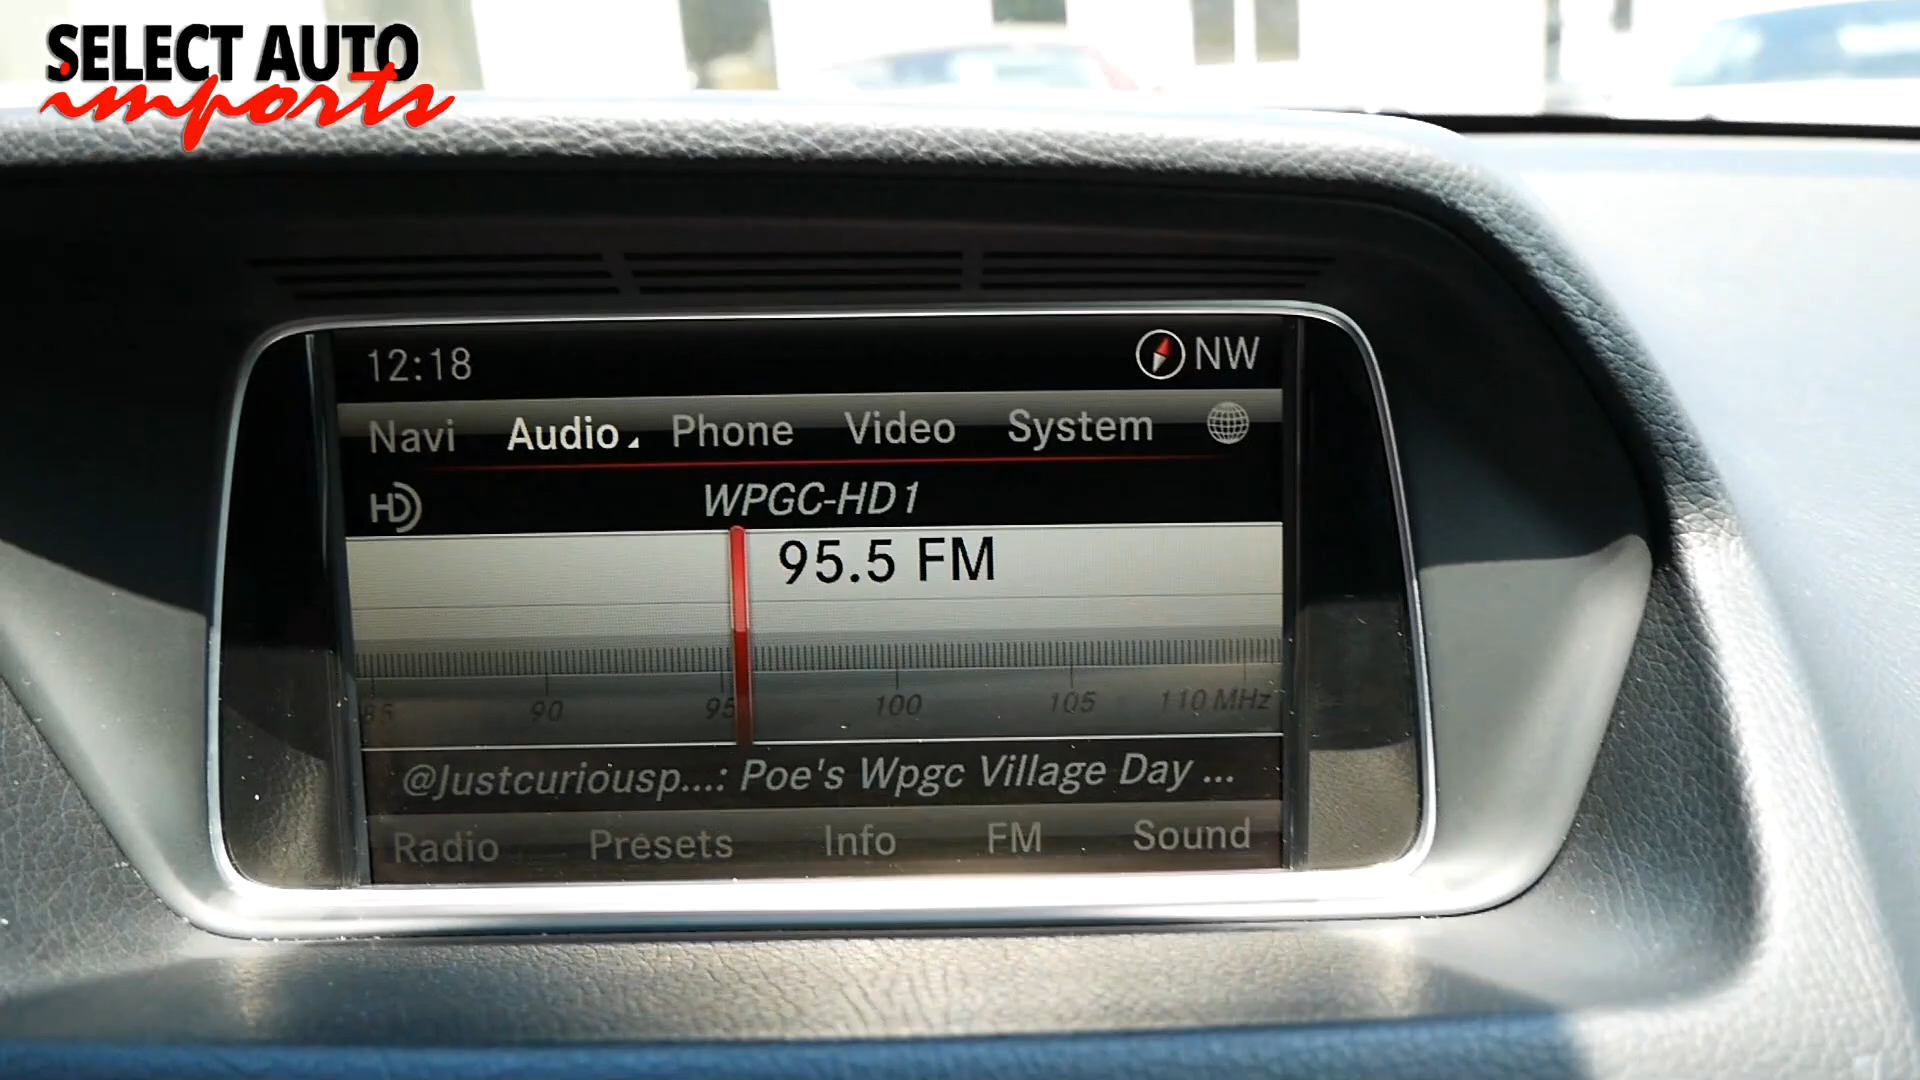 SELECT AUTO
imports
12:18
NW
Navi Audio Phone Video System
HD WPGC-HD1
95.5 FM
85 90 95 100 105 110 MHz
@Justcuriousp...: Poe's Wpgc Village Day ...
Radio Presets Info FM Sound